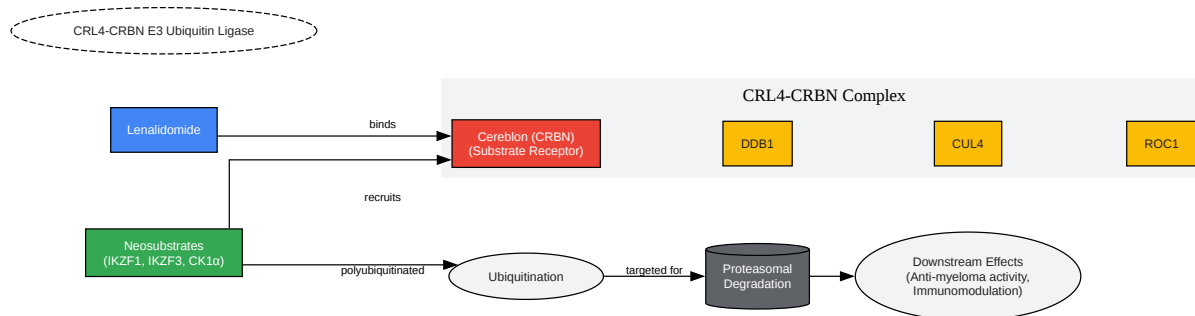 CRL4-CRBN E3 Ubiquitin Ligase
CRL4-CRBN Complex
Lenalidomide
binds
Cereblon (CRBN)
(Substrate Receptor)
DDB1
CUL4
ROC1
recruits
Neosubstrates
(IKZF1, IKZF3, CK1α)
polyubiquitinated
Ubiquitination
targeted for
Proteasomal
Degradation
Downstream Effects
(Anti-myeloma activity,
Immunomodulation)